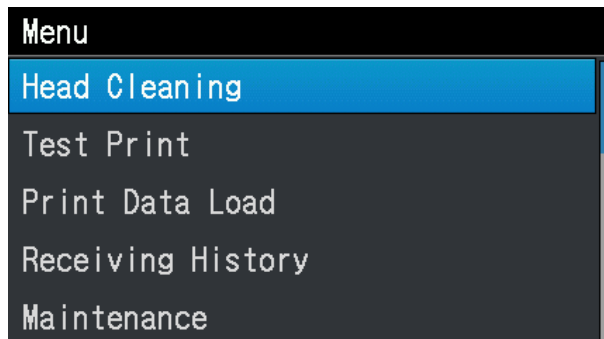 Menu
Head Cleaning
Test Print
Print Data Load
Receiving History
Maintenance